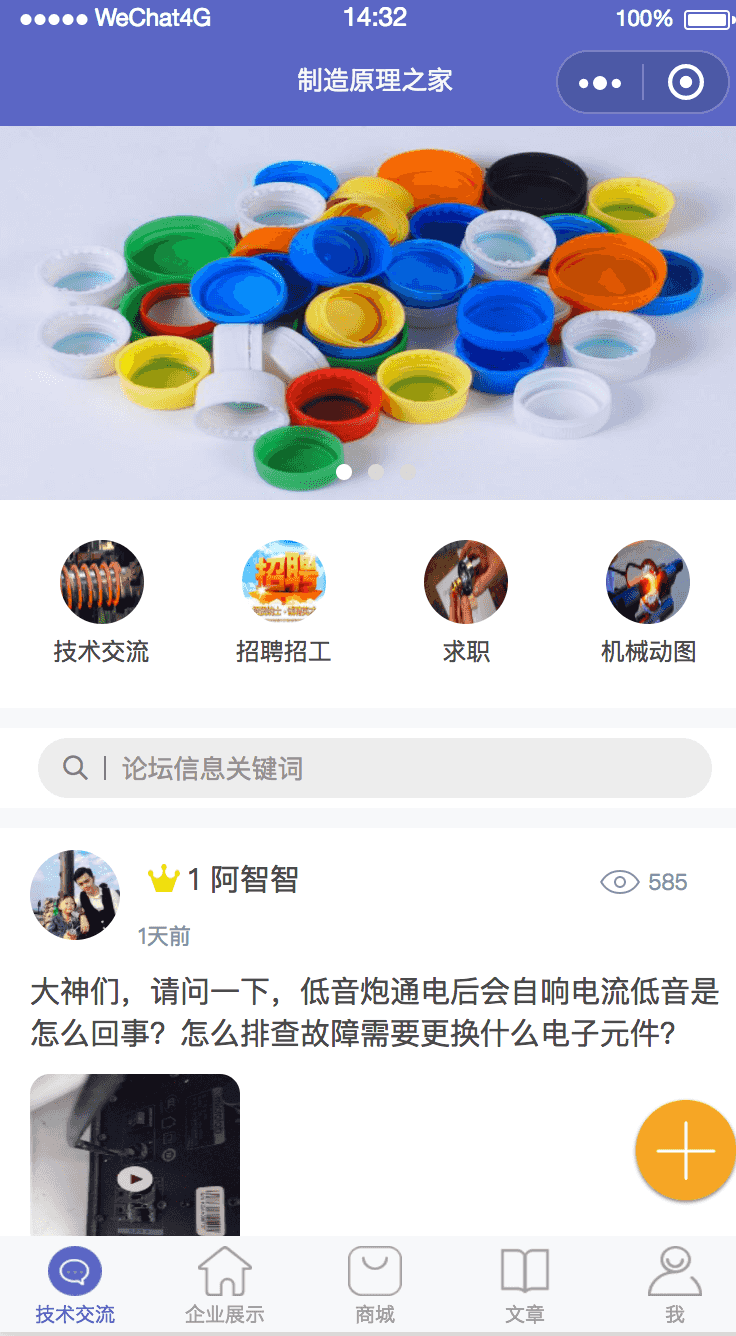 WeChat4G 14:32 100%
制造原理之家
招聘
技术交流 招聘招工 求职 机械动图
论坛信息关键词
1 阿智智 585
1天前
大神们，请问一下，低音炮通电后会自响电流低音是
怎么回事？怎么排查故障需要更换什么电子元件？
技术交流 企业展示 商城 文章 我